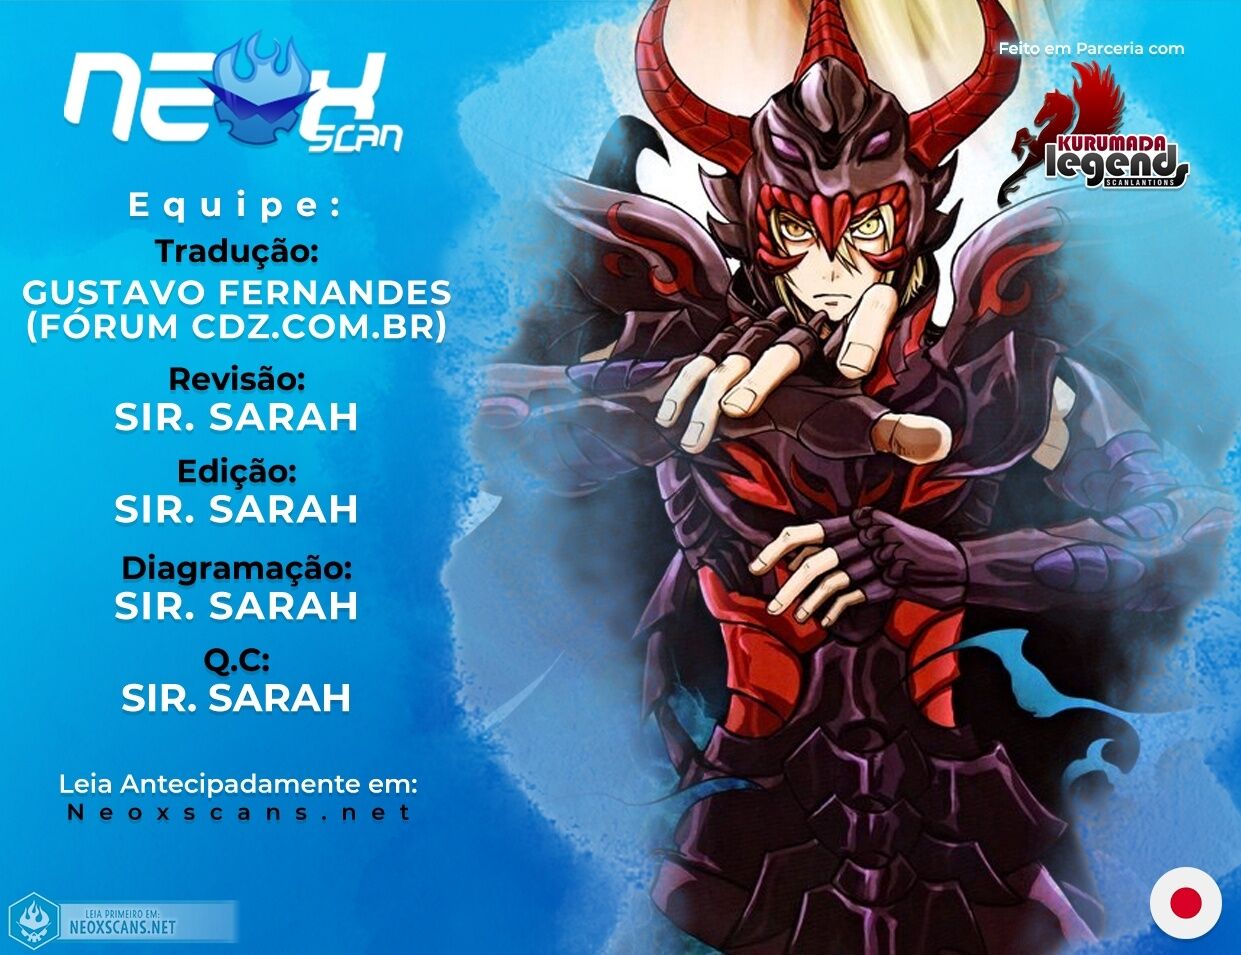 NEOX
SCAN
Feito em Parceria com
KURUMADA
legends
SCANLANTIONS
Equipe:
Tradução:
GUSTAVO FERNANDES
(FÓRUM CDZ.COM.BR)
Revisão:
SIR. SARAH
Edição:
SIR. SARAH
Diagramação:
SIR. SARAH
Q.C:
SIR. SARAH
Leia Antecipadamente em:
Neoxscans.net
LEIA PRIMEIRO EM:
NEOXSCANS.NET